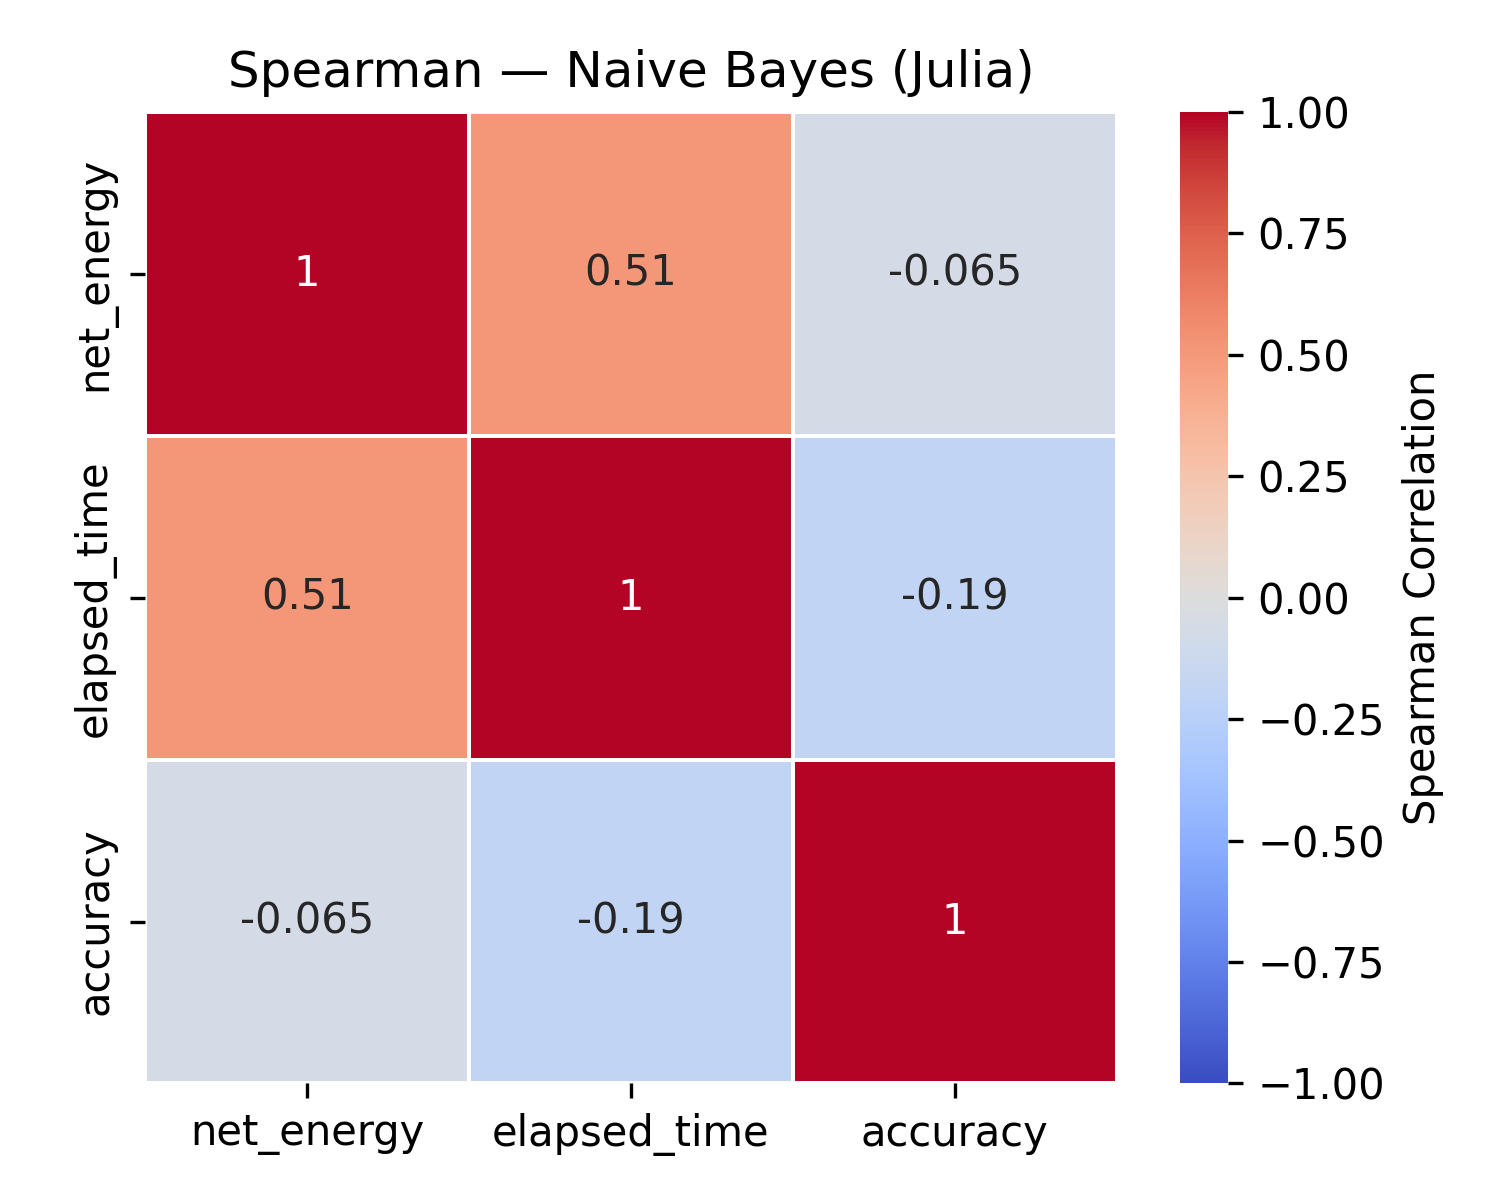 Spearman — Naive Bayes (Julia)
net_energy
1
0.51
-0.065
elapsed_time
0.51
1
-0.19
accuracy
-0.065
-0.19
1
net_energy
elapsed_time
accuracy
1.00
0.75
0.50
0.25
0.00
−0.25
−0.50
−0.75
−1.00
Spearman Correlation